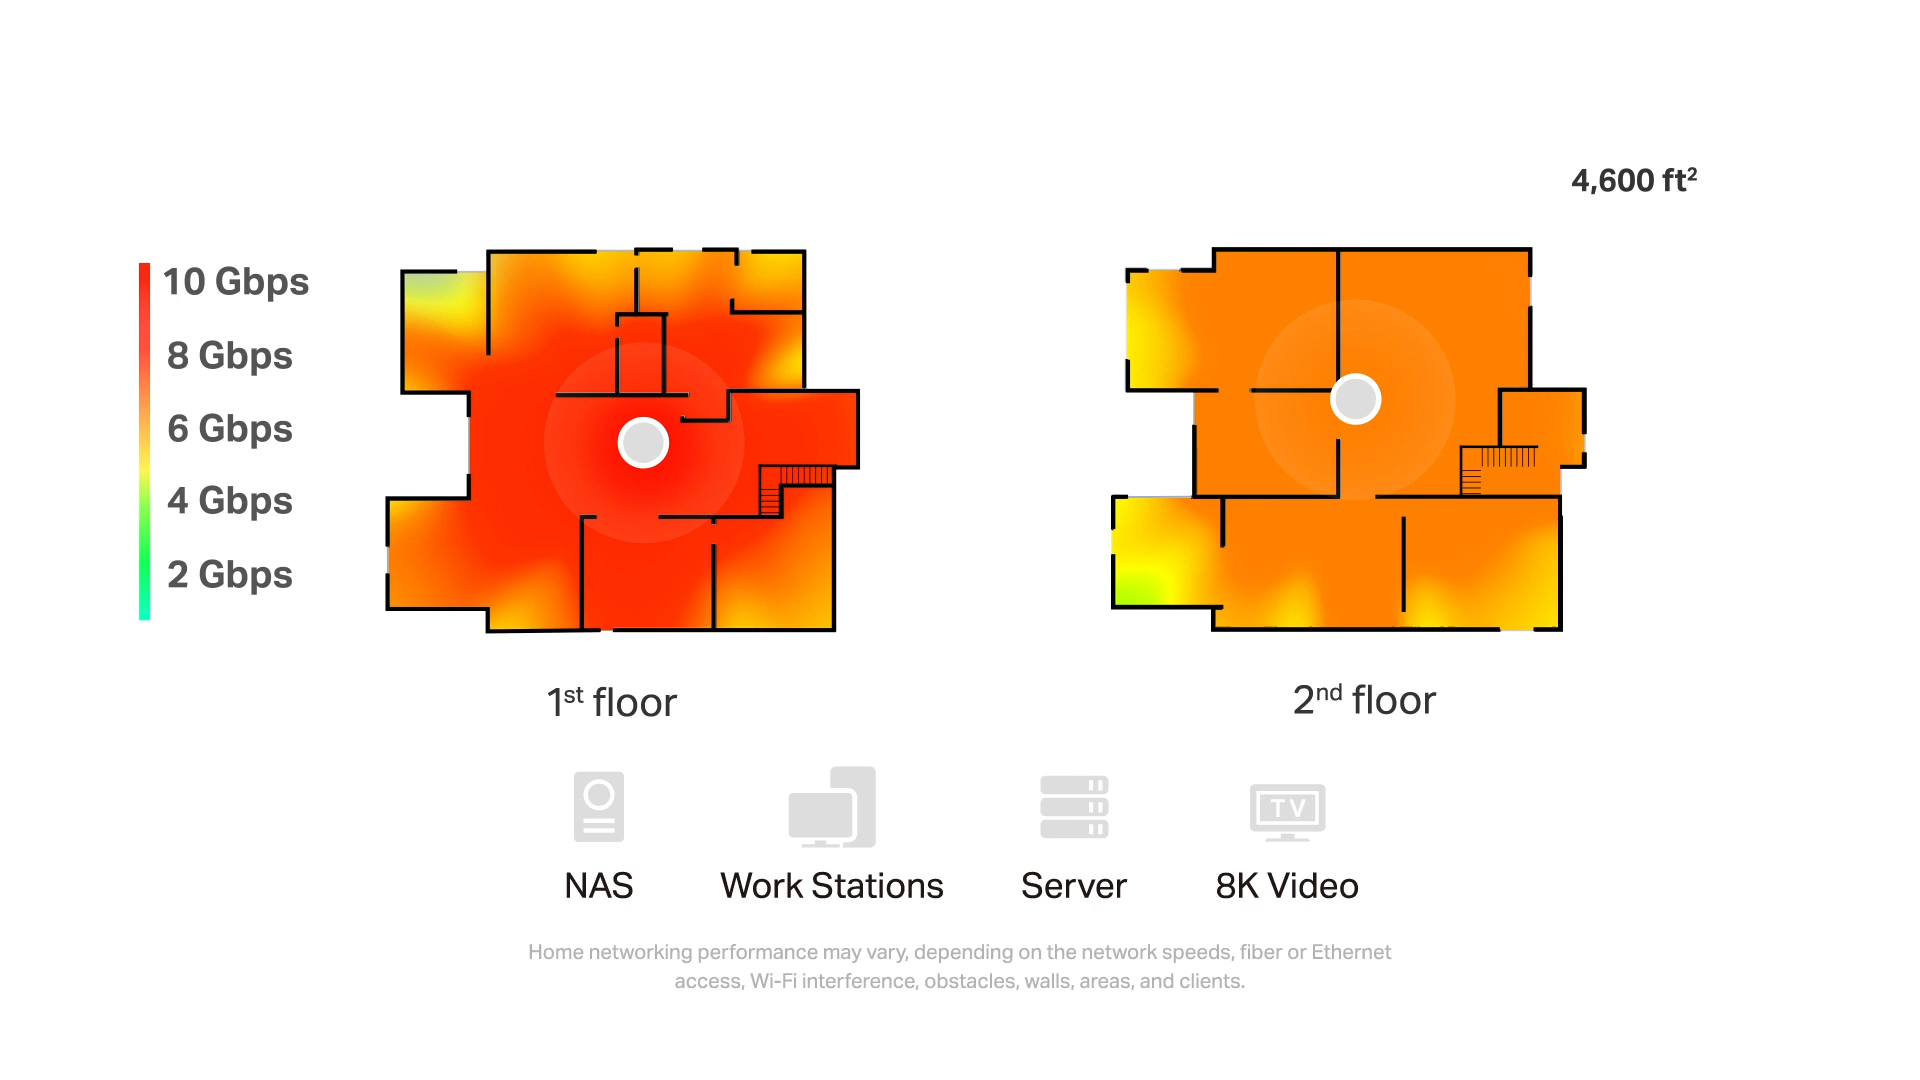 4,600 ft²
10 Gbps
8 Gbps
6 Gbps
4 Gbps
2 Gbps
1st floor
2nd floor
TV
NAS
Work Stations
Server
8K Video
Home networking performance may vary, depending on the network speeds, fiber or Ethernet
access, Wi-Fi interference, obstacles, walls, areas, and clients.